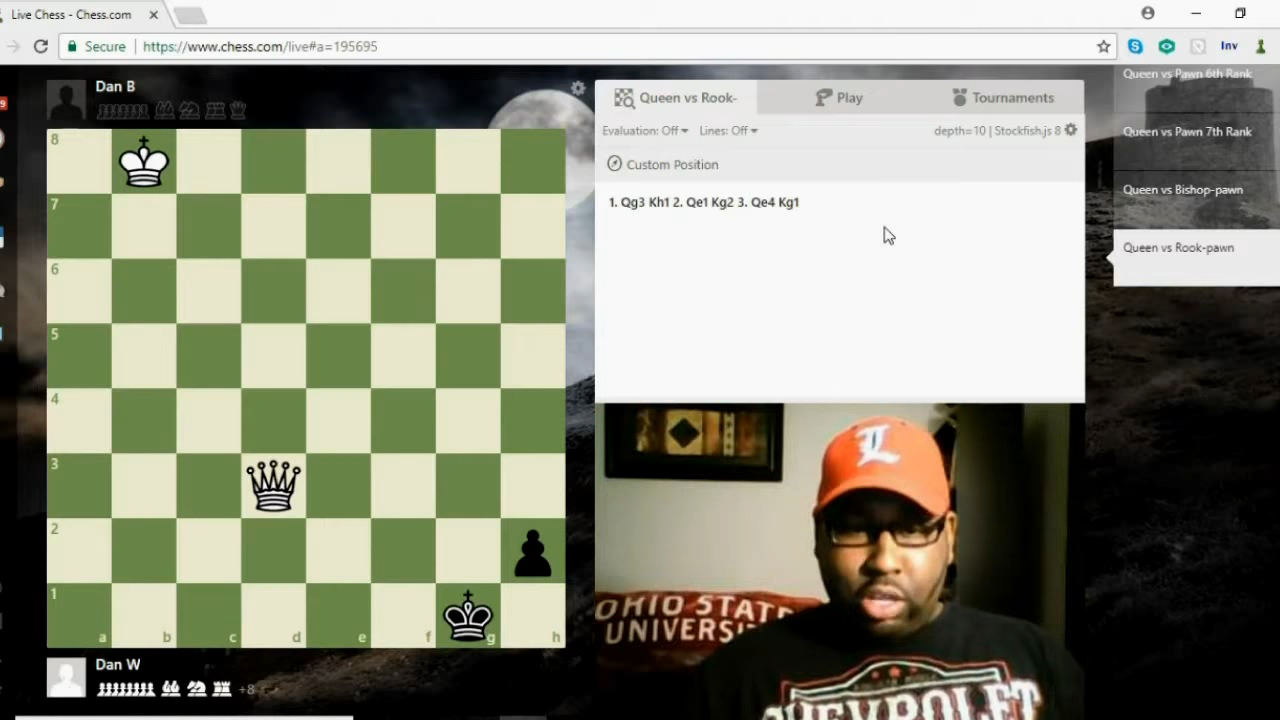 Live Chess - Chess.com
Secure https://www.chess.com/live#a=195695
Inv
9
Dan B
Queen vs Rook-
Play
Tournaments
Evaluation: Off Lines: Off depth=10 | Stockfish.js 8
Custom Position
1. Qg3 Kh1 2. Qe1 Kg2 3. Qe4 Kg1
Queen vs Pawn 6th Rank
Queen vs Pawn 7th Rank
Queen vs Bishop-pawn
Queen vs Rook-pawn
8
7
6
5
4
3
2
1
a b c d e f g h
Dan W
+8
L
OHIO STATE
UNIVERSI
CHEVROLET